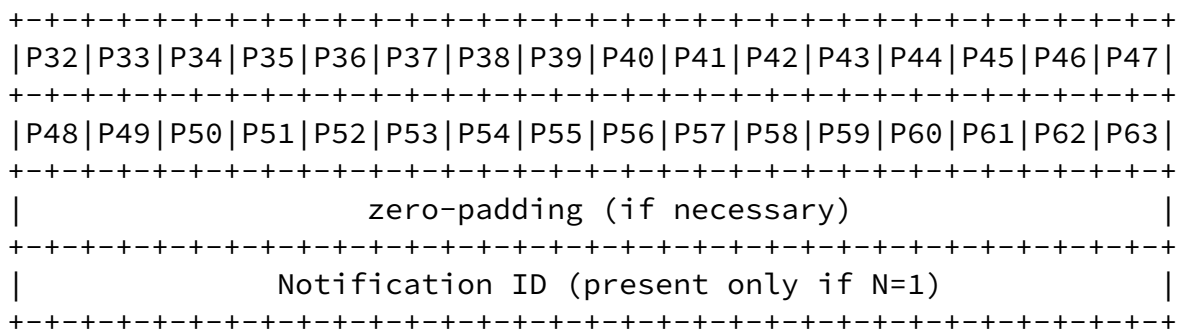 +-+-+-+-+-+-+-+-+-+-+-+-+-+-+-+-+-+-+-+-+-+-+-+-+-+-+-+-+-+-+-+-+
|P32|P33|P34|P35|P36|P37|P38|P39|P40|P41|P42|P43|P44|P45|P46|P47|
+-+-+-+-+-+-+-+-+-+-+-+-+-+-+-+-+-+-+-+-+-+-+-+-+-+-+-+-+-+-+-+-+
|P48|P49|P50|P51|P52|P53|P54|P55|P56|P57|P58|P59|P60|P61|P62|P63|
+-+-+-+-+-+-+-+-+-+-+-+-+-+-+-+-+-+-+-+-+-+-+-+-+-+-+-+-+-+-+-+-+
|                    zero-padding (if necessary)                  |
+-+-+-+-+-+-+-+-+-+-+-+-+-+-+-+-+-+-+-+-+-+-+-+-+-+-+-+-+-+-+-+-+
|               Notification ID (present only if N=1)             |
+-+-+-+-+-+-+-+-+-+-+-+-+-+-+-+-+-+-+-+-+-+-+-+-+-+-+-+-+-+-+-+-+